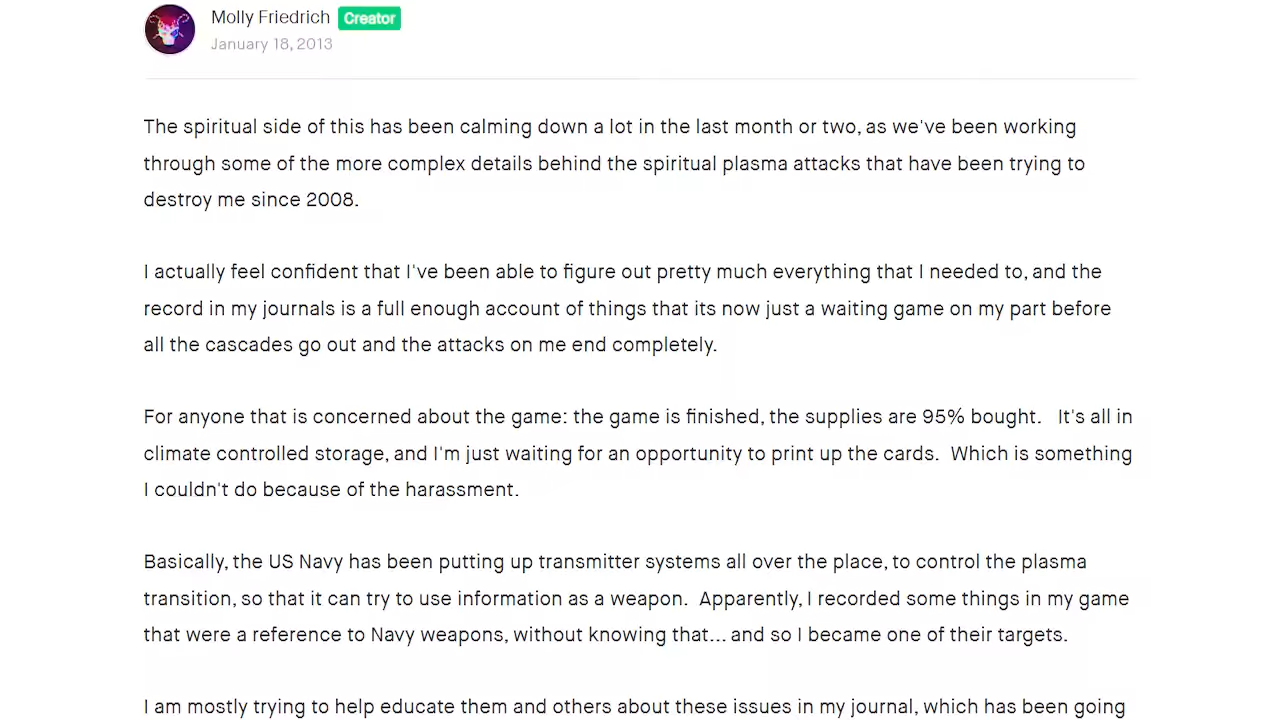 Molly Friedrich Creator
January 18, 2013
The spiritual side of this has been calming down a lot in the last month or two, as we've been working
through some of the more complex details behind the spiritual plasma attacks that have been trying to
destroy me since 2008.
I actually feel confident that I've been able to figure out pretty much everything that I needed to, and the
record in my journals is a full enough account of things that its now just a waiting game on my part before
all the cascades go out and the attacks on me end completely.
For anyone that is concerned about the game: the game is finished, the supplies are 95% bought.   It's all in
climate controlled storage, and I'm just waiting for an opportunity to print up the cards.  Which is something
I couldn't do because of the harassment.
Basically, the US Navy has been putting up transmitter systems all over the place, to control the plasma
transition, so that it can try to use information as a weapon.  Apparently, I recorded some things in my game
that were a reference to Navy weapons, without knowing that... and so I became one of their targets.
I am mostly trying to help educate them and others about these issues in my journal, which has been going